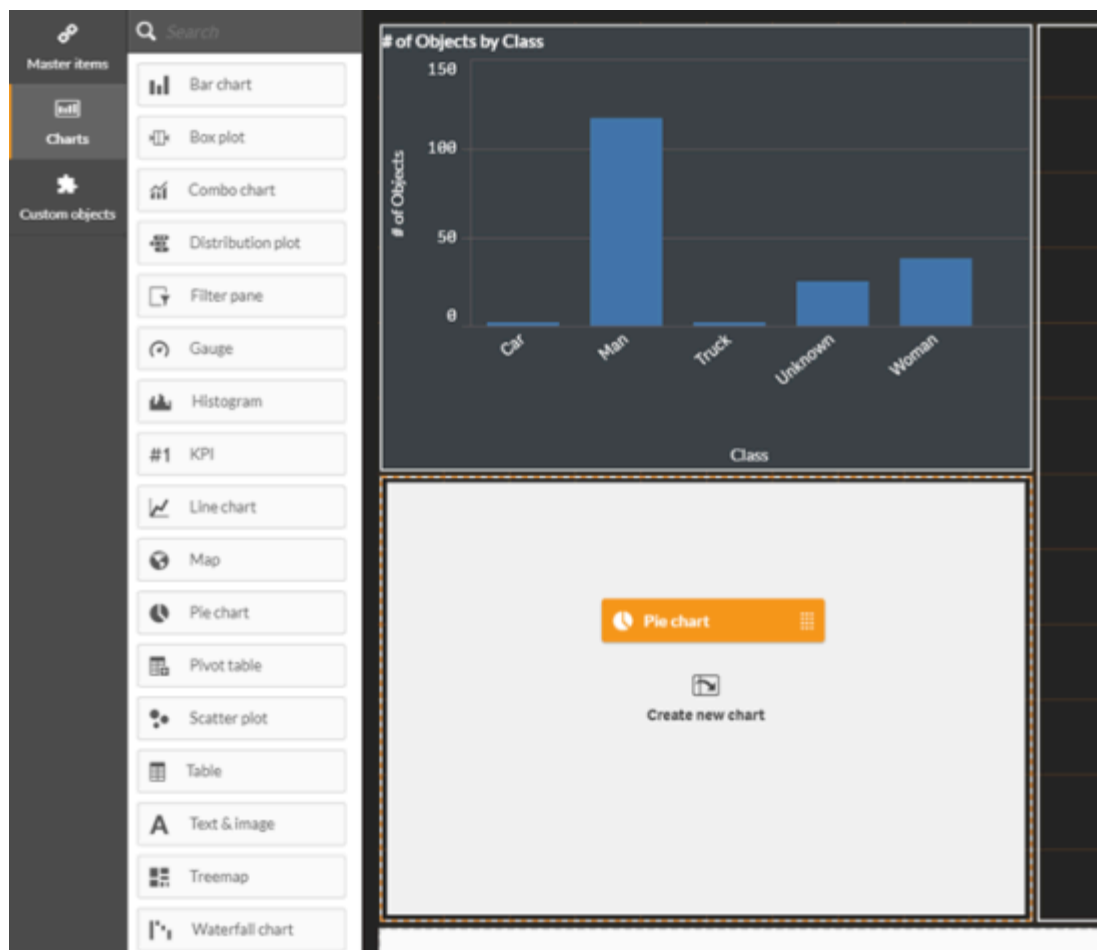 Master items
Charts
Custom objects
Search
Bar chart
Box plot
Combo chart
Distribution plot
Filter pane
Gauge
Histogram
#1 KPI
Line chart
Map
Pie chart
Pivot table
Scatter plot
Table
A Text & image
Treemap
Waterfall chart
# of Objects by Class
# of Objects
150
100
50
0
Car
Man
Truck
Unknown
Woman
Class
Pie chart
Create new chart